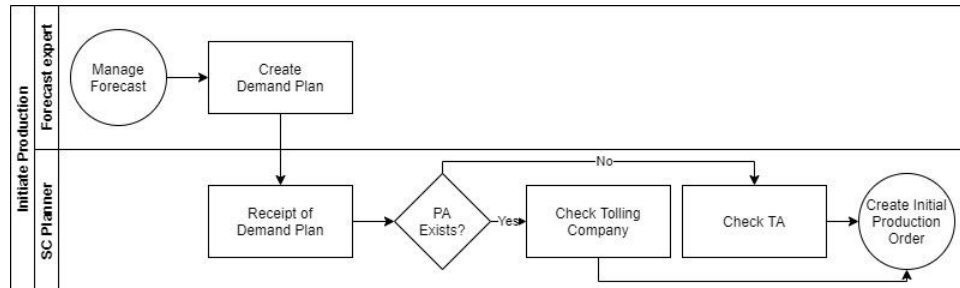 Initiate Production
Forecast expert
Manage
Forecast
Create
Demand Plan
SC Planner
Receipt of
Demand Plan
PA
Exists?
Yes
No
Check Tolling
Company
Check TA
Create Initial
Production
Order